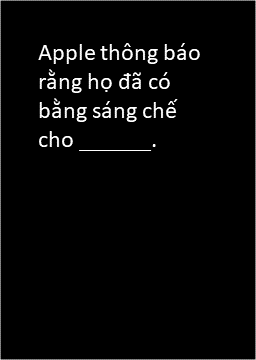 Apple thông báo
rằng họ đã có
bằng sáng chế
cho ______.